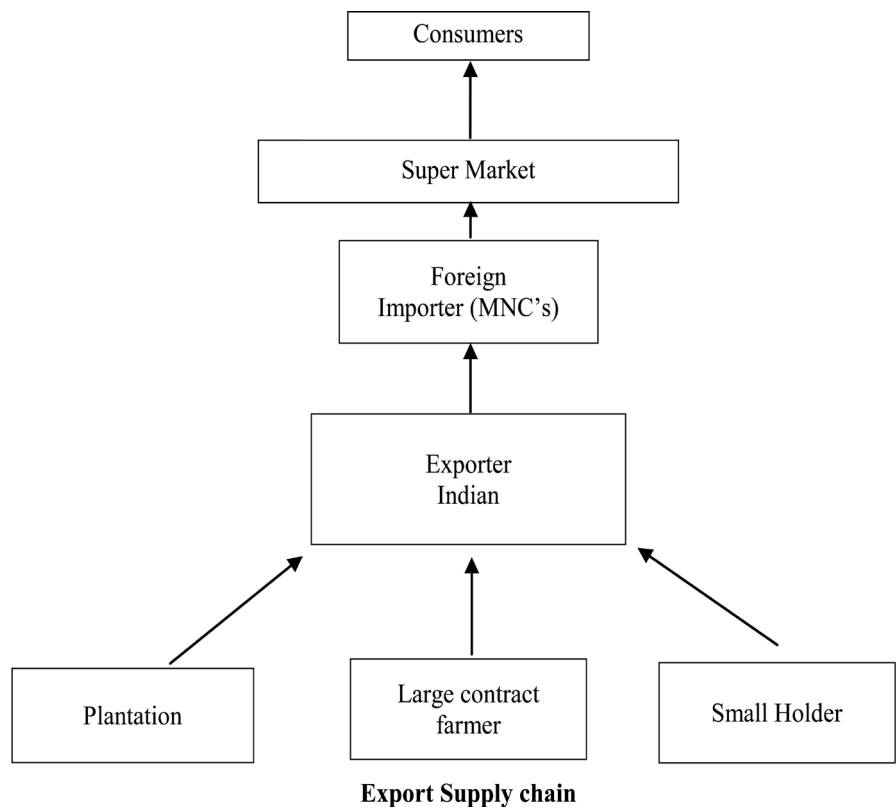 Consumers
Super Market
Foreign
Importer (MNC's)
Exporter
Indian
Plantation
Large contract
farmer
Small Holder
Export Supply chain